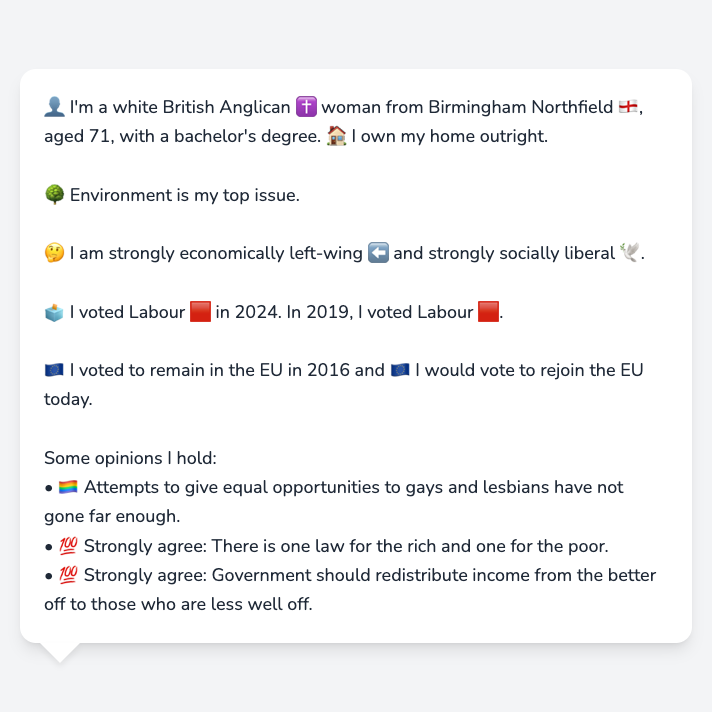 👤 I'm a white British Anglican ✝️ woman from Birmingham Northfield 🏴󠁧󠁢󠁥󠁮󠁧󠁿,
aged 71, with a bachelor's degree. 🏠 I own my home outright.
🌳 Environment is my top issue.
🤔 I am strongly economically left-wing ⬅️ and strongly socially liberal 🕊️.
🗳️ I voted Labour 🟥 in 2024. In 2019, I voted Labour 🟥.
🇪🇺 I voted to remain in the EU in 2016 and 🇪🇺 I would vote to rejoin the EU
today.
Some opinions I hold:
• 🏳️‍🌈 Attempts to give equal opportunities to gays and lesbians have not
gone far enough.
• 💯 Strongly agree: There is one law for the rich and one for the poor.
• 💯 Strongly agree: Government should redistribute income from the better
off to those who are less well off.